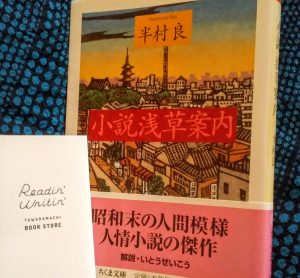 Hanmura Ryo
半村良
小説浅草案内
Readin'
Writin'
TAWARAMACHI
BOOK STORE
昭和末の人間模様
人情小説の傑作
解説・いとうせいこう
ちくま文庫